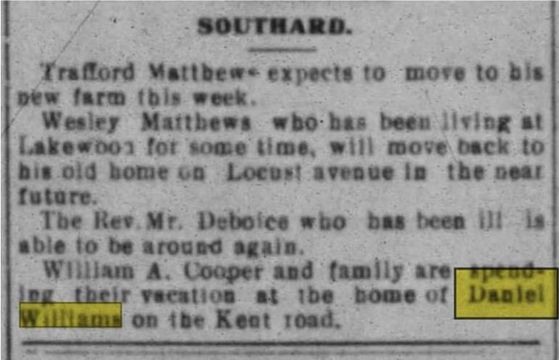 SOUTHARD.
Trafford Matthews expects to move to his
new farm this week.
Wesley Matthews who has been living at
Lakewood for some time, will move back to
his old home on Locust avenue in the near
future.
The Rev. Mr. Deboice who has been ill is
able to be around again.
William A. Cooper and family are spend-
ing their vacation at the home of Daniel
Williams on the Kent road.